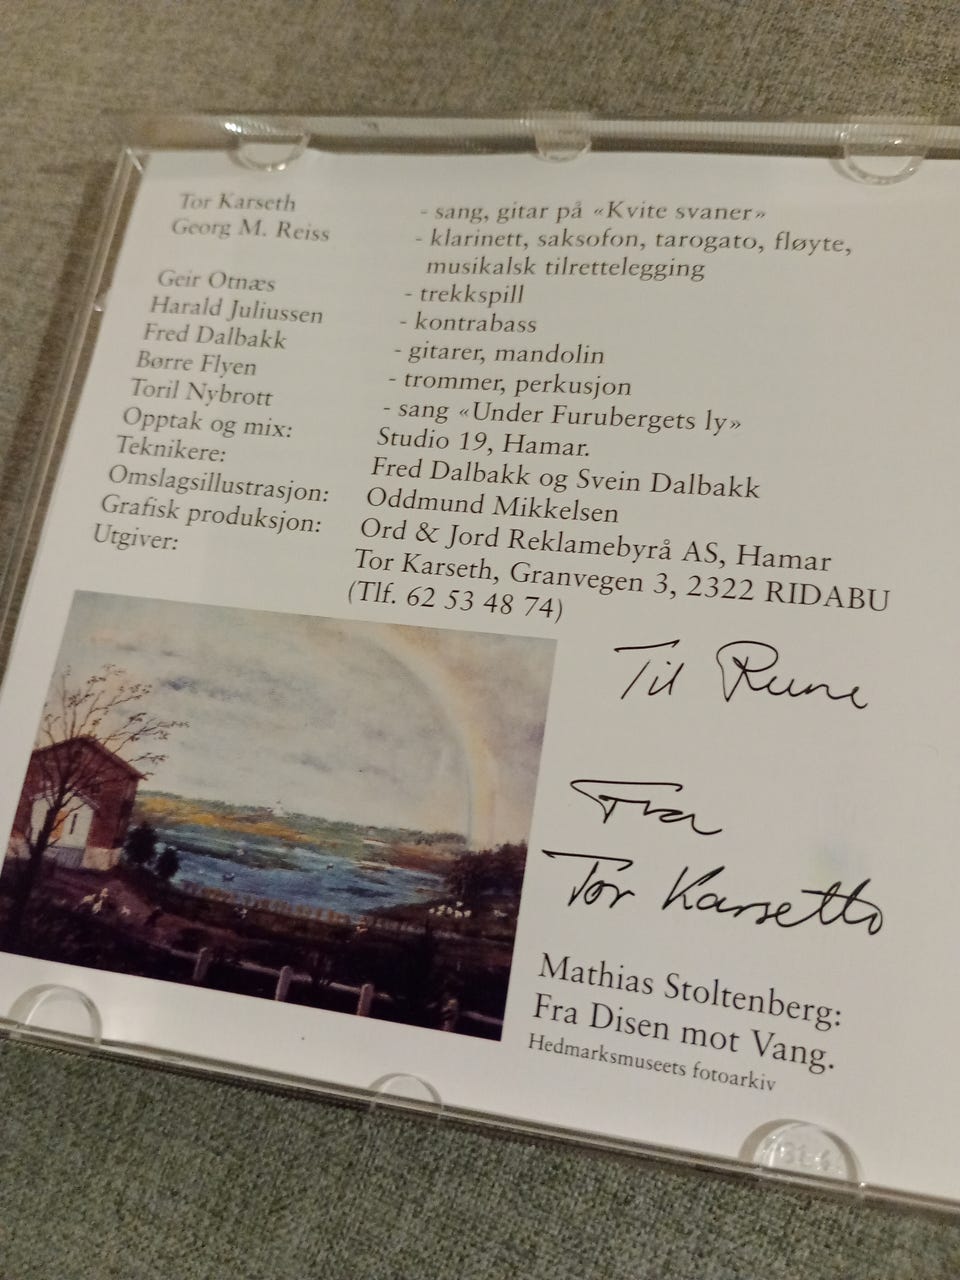 Tor Karseth - sang, gitar på «Kvite svaner»
Georg M. Reiss - klarinett, saksofon, tarogato, fløyte,
musikalsk tilrettelegging
Geir Otnæs - trekkspill
Harald Juliussen - kontrabass
Fred Dalbakk - gitarer, mandolin
Børre Flyen - trommer, perkusjon
Toril Nybrott - sang «Under Furubergets ly»
Opptak og mix: Studio 19, Hamar.
Teknikere: Fred Dalbakk og Svein Dalbakk
Omslagsillustrasjon: Oddmund Mikkelsen
Grafisk produksjon: Ord & Jord Reklamebyrå AS, Hamar
Utgiver: Tor Karseth, Granvegen 3, 2322 RIDABU
(Tlf. 62 53 48 74)
Til Rune
Fra
Tor Karseth
Mathias Stoltenberg:
Fra Disen mot Vang.
Hedmarksmuseets fotoarkiv